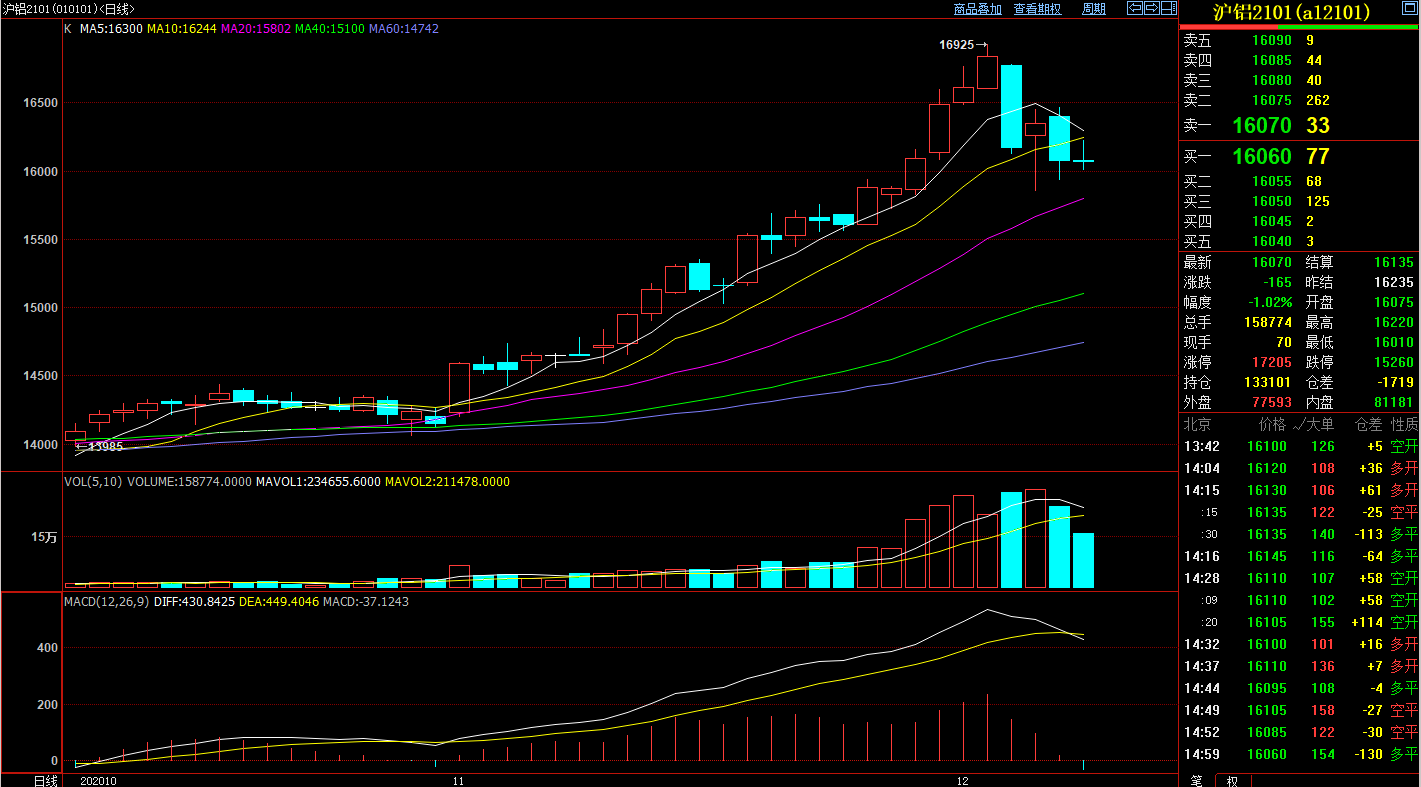 沪铝2101(010101)<日线>
商品叠加 查看期权 周期
K MA5:16300 MA10:16244 MA20:15802 MA40:15100 MA60:14742
16925
16500
16000
15500
15000
14500
14000
13985
VOL(5,10) VOLUME:158774.0000 MAVOL1:234655.6000 MAVOL2:211478.0000
15万
MACD(12,26,9) DIFF:430.8425 DEA:449.4046 MACD:-37.1243
400
200
0
日线 202010 11 12
沪铝2101(al2101)
卖五 16090 9
卖四 16085 44
卖三 16080 40
卖二 16075 262
卖一 16070 33
买一 16060 77
买二 16055 68
买三 16050 125
买四 16045 2
买五 16040 3
最新 16070 结算 16135
涨跌 -165 昨结 16235
幅度 -1.02% 开盘 16075
总手 158774 最高 16220
现手 70 最低 16010
涨停 17205 跌停 15260
持仓 133101 仓差 -1719
外盘 77593 内盘 81181
北京 价格 ✓大单 仓差 性质
13:42 16100 126 +5 空开
14:04 16120 108 +36 多开
14:15 16130 106 +61 多开
:15 16135 122 -25 空平
:30 16135 140 -113 多平
14:16 16145 116 -64 多平
14:28 16110 107 +58 空开
:09 16110 102 +58 空开
:20 16105 155 +114 空开
14:32 16100 101 +16 多开
14:37 16110 136 +7 多开
14:44 16095 108 -4 多平
14:49 16105 158 -27 空平
14:52 16085 122 -30 空平
14:59 16060 154 -130 多平
笔 权